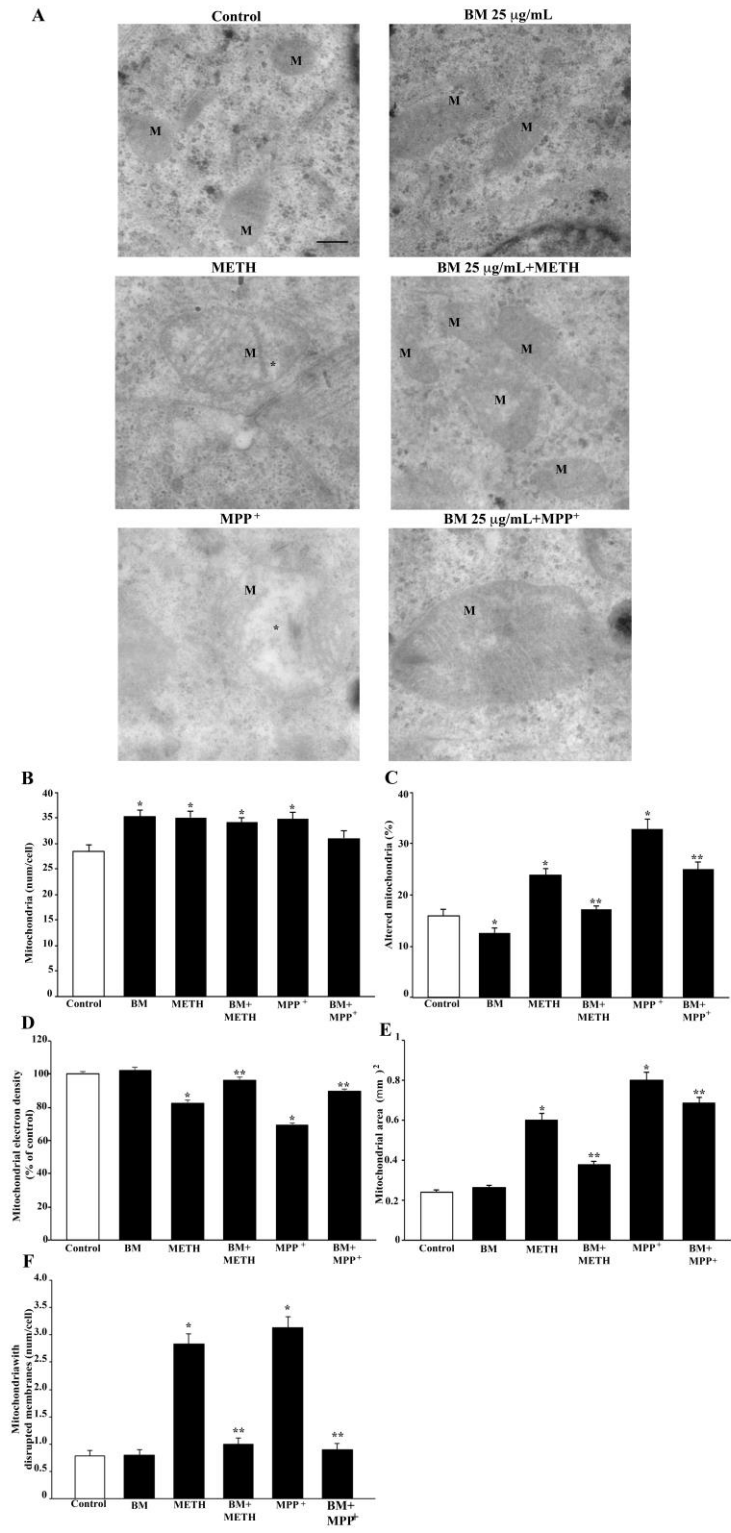 A
Control
BM 25 µg/mL
M
M
M
M
M
METH
BM 25 µg/mL+METH
M
*
M
M
M
M
M
MPP+
BM 25 µg/mL+MPP+
M
*
M
B
Mitochondria (num/cell)
40
35
30
25
20
15
10
5
0
*
*
*
*
Control
BM
METH
BM+
METH
MPP+
BM+
MPP+
C
Altered mitochondria (%)
40
30
20
10
0
*
*
**
*
**
Control
BM
METH
BM+
METH
MPP+
BM+
MPP+
D
Mitochondrial electron density
(% of control)
120
100
80
60
40
20
0
*
**
*
**
Control
BM
METH
BM+
METH
MPP+
BM+
MPP+
E
Mitochondrial area (mm )2
1
0.8
0.6
0.4
0.2
0
*
**
*
**
Control
BM
METH
BM+
METH
MPP+
BM+
MPP+
F
Mitochondriawith
disrupted membranes (num/cell)
4.0
3.5
3.0
2.5
2.0
1.5
1.0
0.5
0
*
**
*
**
Control
BM
METH
BM+
METH
MPP+
BM+
MPP+